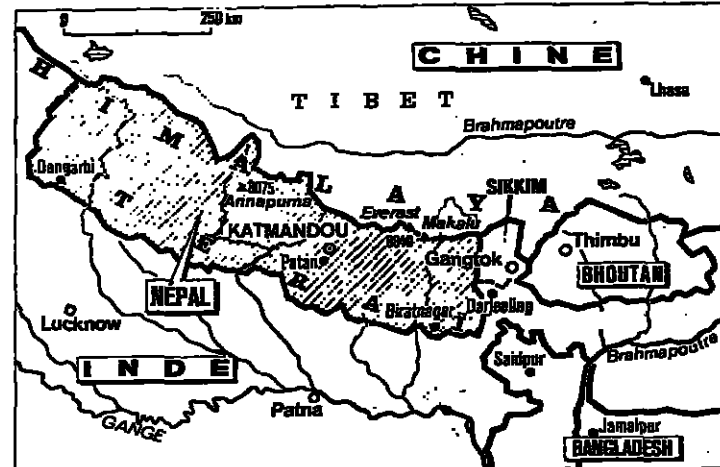 0 250 km
CHINE
HIMALAYA
TIBET
Lhasa
Brahmapoutre
Dangarhi
8075
Annapurna
SIKKIM
Everest
Makalu
KATMANDOU
Thimbu
Patan
Gangtok
BHOUTAN
NEPAL
TERAI
Biratnagar
Darjeeling
Lucknow
Saidpur
Brahmapoutre
INDE
Patna
GANGE
Jamalpur
BANGLADESH